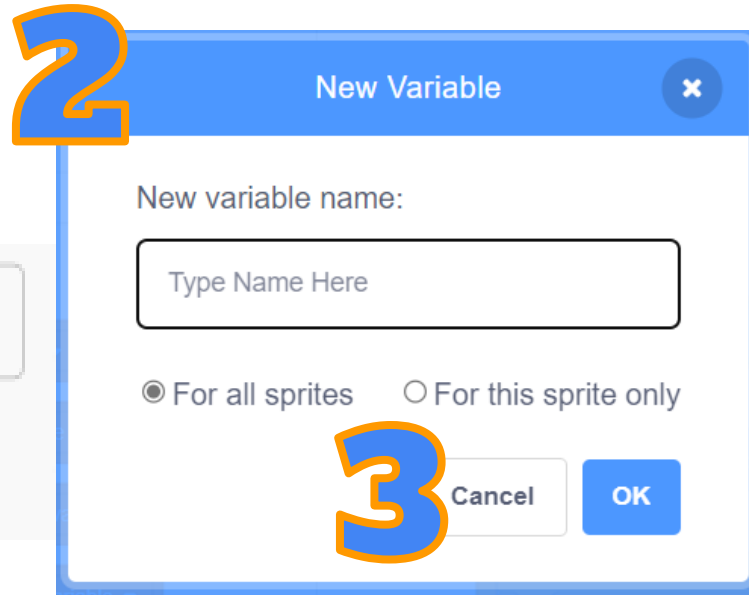 2
New Variable
New variable name:
Type Name Here
For all sprites For this sprite only
3
Cancel OK